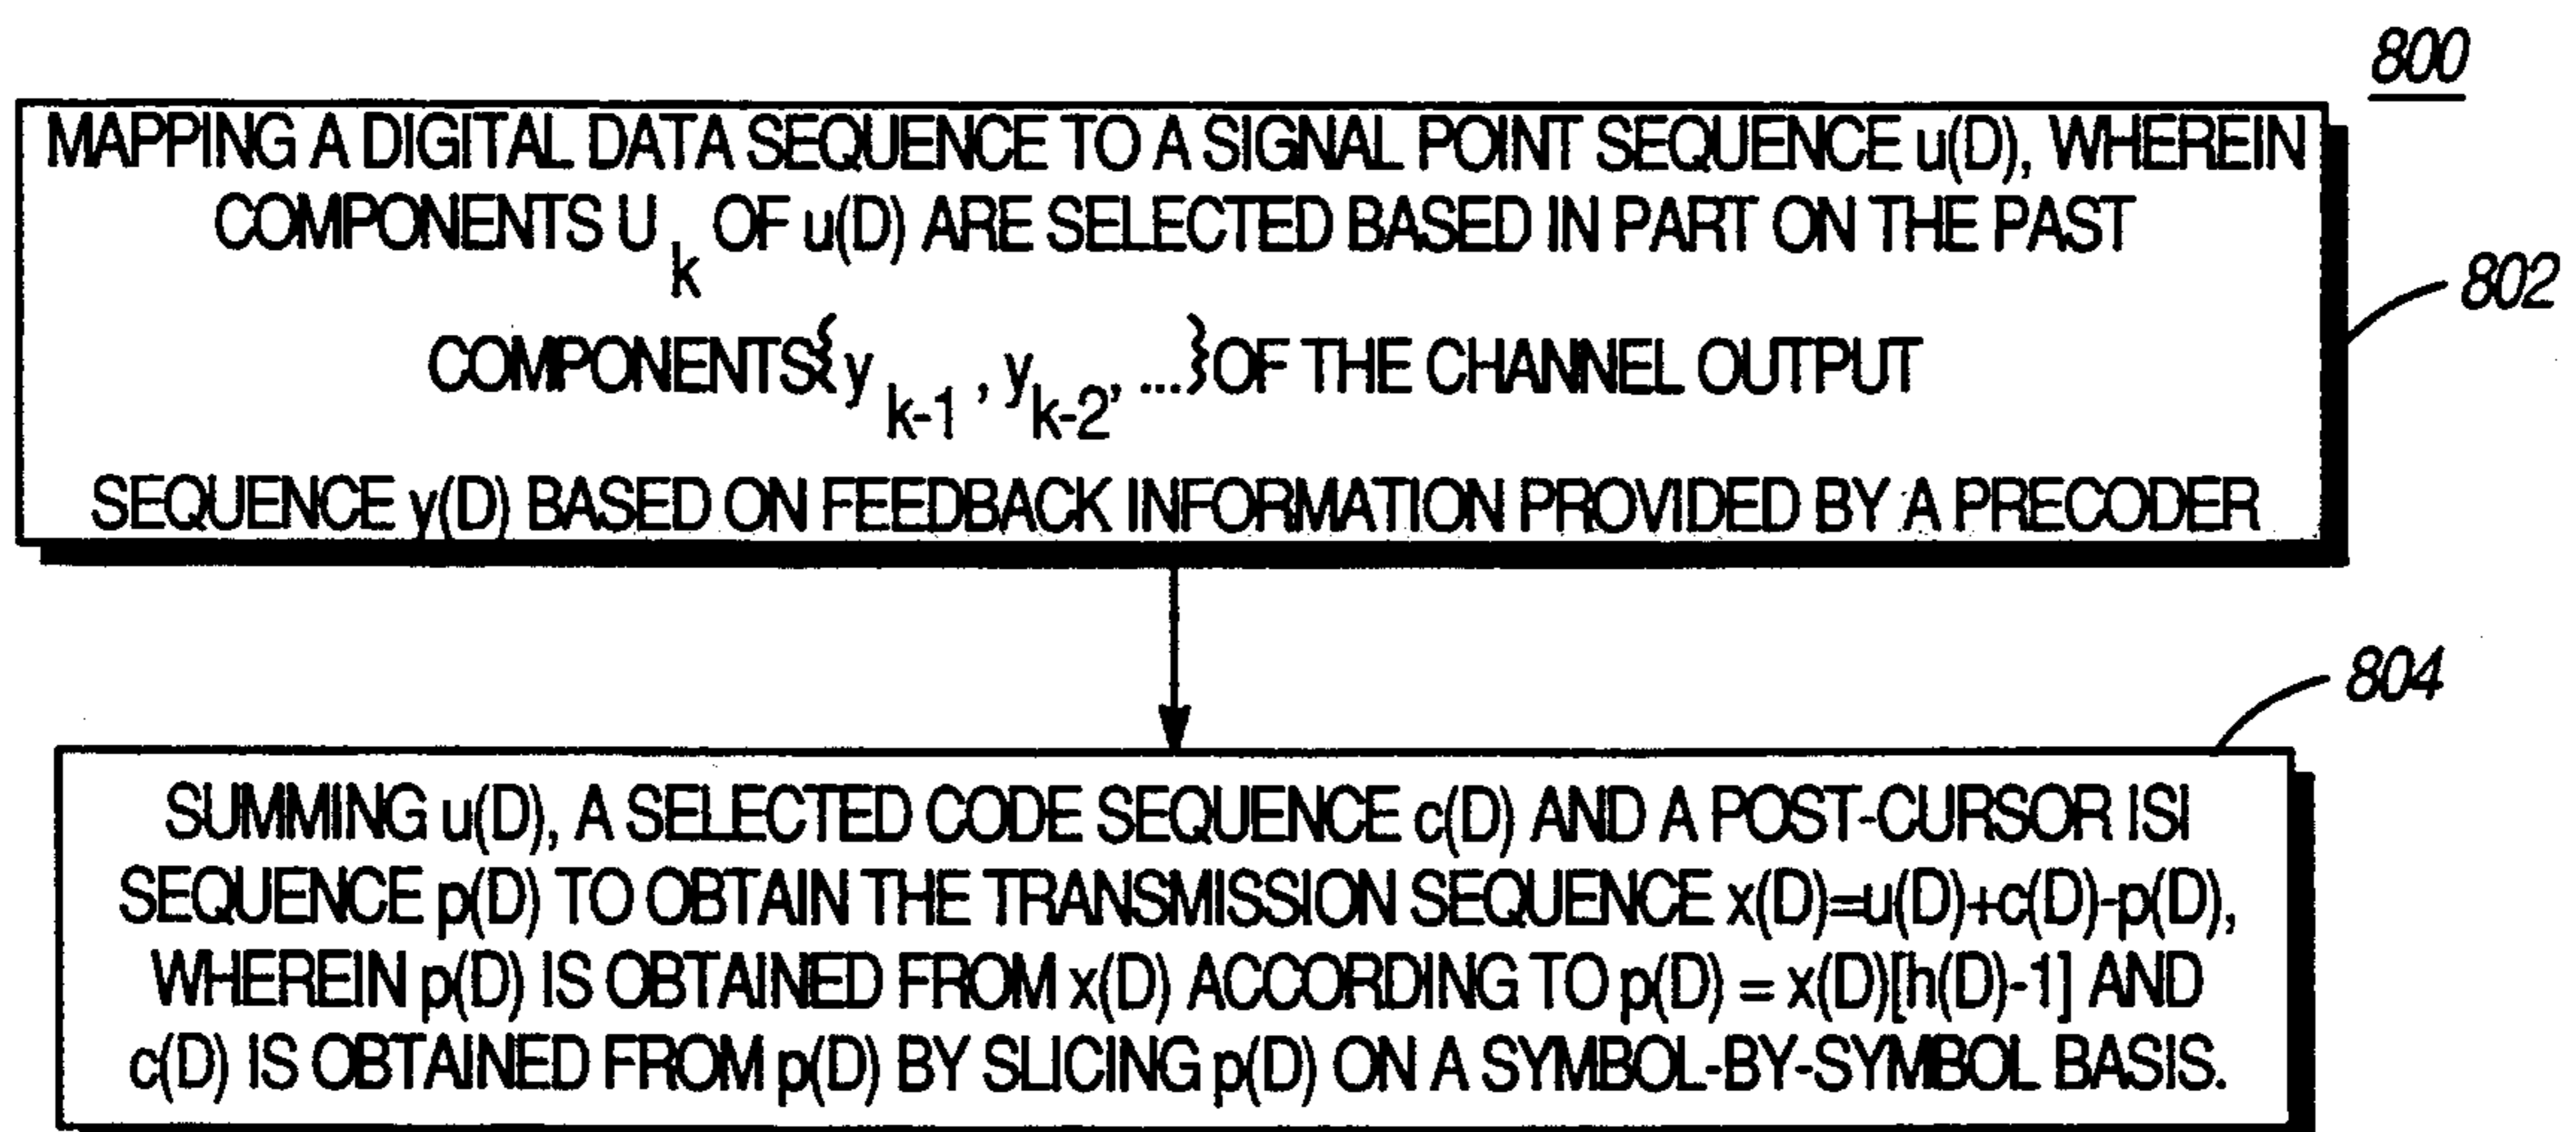 800
MAPPING A DIGITAL DATA SEQUENCE TO A SIGNAL POINT SEQUENCE u(D), WHEREIN
COMPONENTS U k OF u(D) ARE SELECTED BASED IN PART ON THE PAST
802
COMPONENTS{y k-1 , y k-2, ...}OF THE CHANNEL OUTPUT
SEQUENCE y(D) BASED ON FEEDBACK INFORMATION PROVIDED BY A PRECODER
804
SUMMING u(D), A SELECTED CODE SEQUENCE c(D) AND A POST-CURSOR ISI
SEQUENCE p(D) TO OBTAIN THE TRANSMISSION SEQUENCE x(D)=u(D)+c(D)-p(D),
WHEREIN p(D) IS OBTAINED FROM x(D) ACCORDING TO p(D) = x(D)[h(D)-1] AND
c(D) IS OBTAINED FROM p(D) BY SLICING p(D) ON A SYMBOL-BY-SYMBOL BASIS.